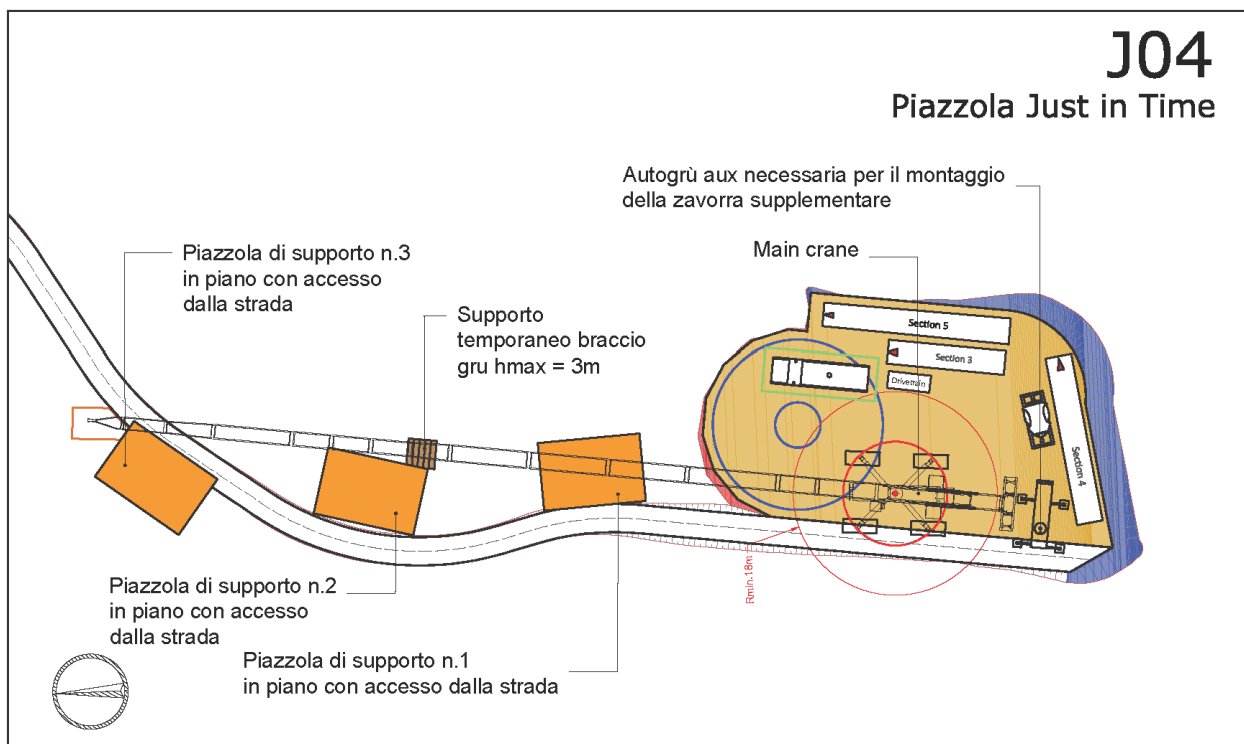 J04
Piazzola Just in Time
Autogrù aux necessaria per il montaggio
della zavorra supplementare
Main crane
Piazzola di supporto n.3
in piano con accesso
dalla strada
Supporto
temporaneo braccio
gru hmax = 3m
Section 5
Section 3
Drivetrain
Section 4
Rmin.18m
Piazzola di supporto n.2
in piano con accesso
dalla strada
Piazzola di supporto n.1
in piano con accesso dalla strada